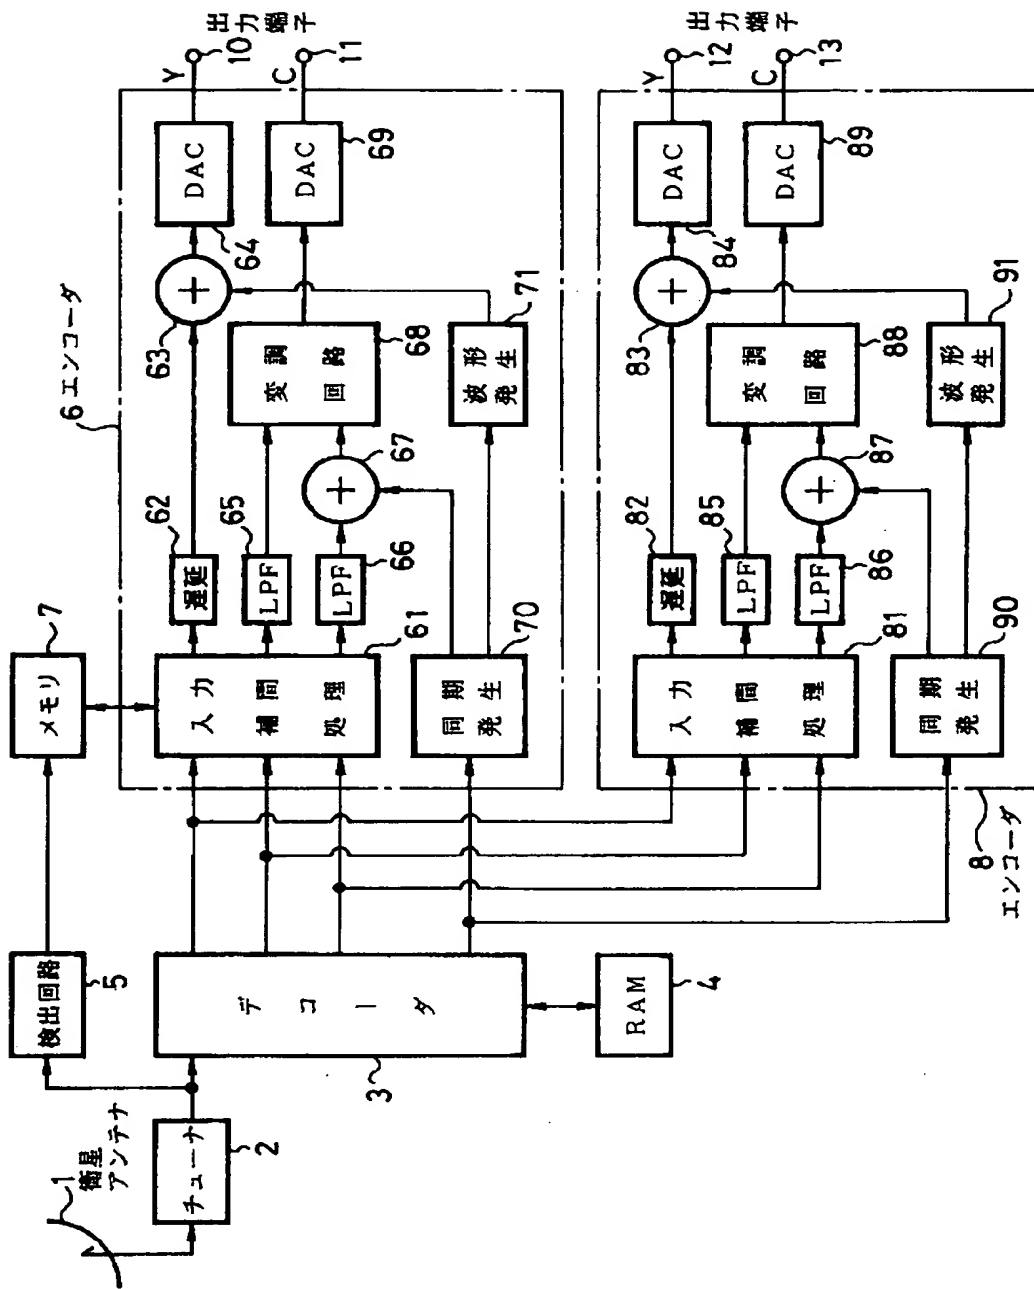 1
衛星
アンテナ
チューナ
2
検出回路
5
デコーダ
3
RAM
4
メモリ
7
6 エンコーダ
入力
補間
処理
61
遅延
62
63
DAC
64
Y
10
出力端子
LPF
65
LPF
66
67
変調
回路
68
DAC
69
C
11
同期
発生
70
波形
発生
71
8
エンコーダ
入力
補間
処理
81
遅延
82
83
DAC
84
Y
12
出力端子
LPF
85
LPF
86
87
変調
回路
88
DAC
89
C
13
同期
発生
90
波形
発生
91